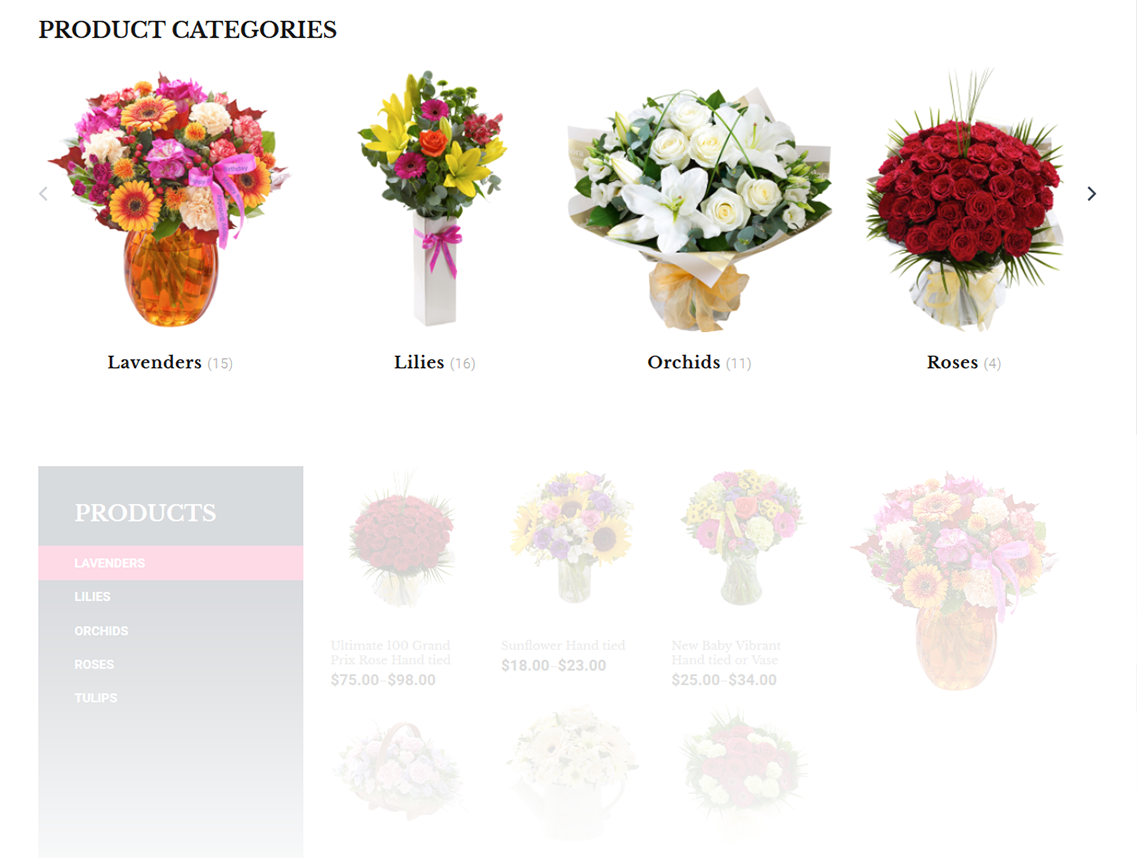 PRODUCT CATEGORIES
Lavenders (15)
Lilies (16)
Orchids (11)
Roses (4)
PRODUCTS
LAVENDERS
LILIES
ORCHIDS
ROSES
TULIPS
Ultimate 100 Grand
Prix Rose Hand tied
$75.00–$98.00
Sunflower Hand tied
$18.00–$23.00
New Baby Vibrant
Hand tied or Vase
$25.00–$34.00